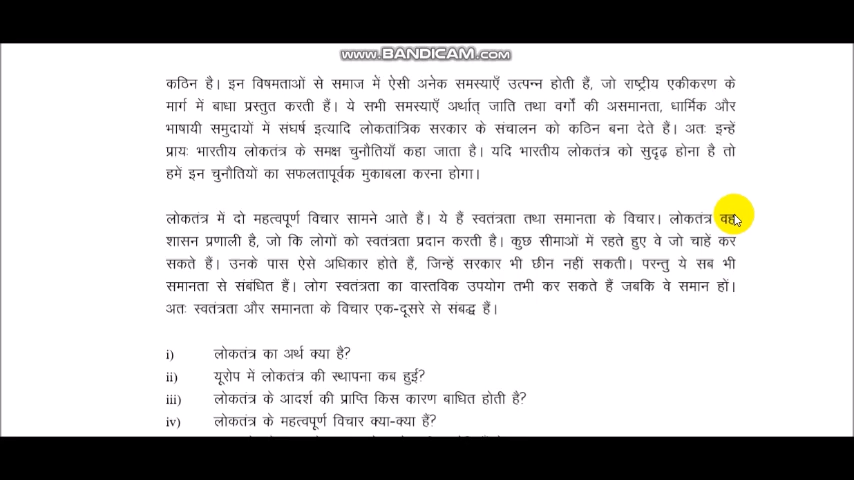 www.BANDICAM.com
कठिन है। इन विषमताओं से समाज में ऐसी अनेक समस्याएँ उत्पन्न होती हैं, जो राष्ट्रीय एकीकरण के
मार्ग में बाधा प्रस्तुत करती हैं। ये सभी समस्याएँ अर्थात् जाति तथा वर्गों की असमानता, धार्मिक और
भाषायी समुदायों में संघर्ष इत्यादि लोकतांत्रिक सरकार के संचालन को कठिन बना देते हैं। अतः इन्हें
प्रायः भारतीय लोकतंत्र के समक्ष चुनौतियाँ कहा जाता है। यदि भारतीय लोकतंत्र को सुदृढ़ होना है तो
हमें इन चुनौतियों का सफलतापूर्वक मुकाबला करना होगा।
लोकतंत्र में दो महत्वपूर्ण विचार सामने आते हैं। ये हैं स्वतंत्रता तथा समानता के विचार। लोकतंत्र वह
शासन प्रणाली है, जो कि लोगों को स्वतंत्रता प्रदान करती है। कुछ सीमाओं में रहते हुए वे जो चाहें कर
सकते हैं। उनके पास ऐसे अधिकार होते हैं, जिन्हें सरकार भी छीन नहीं सकती। परन्तु ये सब भी
समानता से संबंधित हैं। लोग स्वतंत्रता का वास्तविक उपयोग तभी कर सकते हैं जबकि वे समान हों।
अतः स्वतंत्रता और समानता के विचार एक-दूसरे से संबद्ध हैं।
i) लोकतंत्र का अर्थ क्या है?
ii) यूरोप में लोकतंत्र की स्थापना कब हुई?
iii) लोकतंत्र के आदर्श की प्राप्ति किस कारण बाधित होती है?
iv) लोकतंत्र के महत्वपूर्ण विचार क्या-क्या हैं?